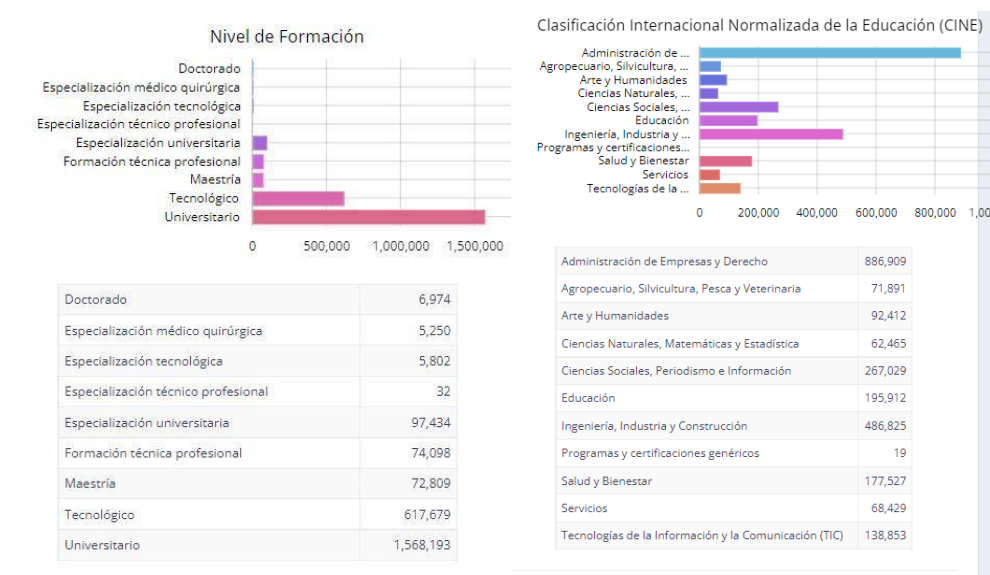 Nivel de Formación
Doctorado
Especialización médico quirúrgica
Especialización tecnológica
Especialización técnico profesional
Especialización universitaria
Formación técnica profesional
Maestría
Tecnológico
Universitario
0 500,000 1,000,000 1,500,000
Doctorado 6,974
Especialización médico quirúrgica 5,250
Especialización tecnológica 5,802
Especialización técnico profesional 32
Especialización universitaria 97,434
Formación técnica profesional 74,098
Maestría 72,809
Tecnológico 617,679
Universitario 1,568,193
Clasificación Internacional Normalizada de la Educación (CINE)
Administración de ...
Agropecuario, Silvicultura, ...
Arte y Humanidades
Ciencias Naturales, ...
Ciencias Sociales, ...
Educación
Ingeniería, Industria y ...
Programas y certificaciones...
Salud y Bienestar
Servicios
Tecnologías de la ...
0 200,000 400,000 600,000 800,000 1,00
Administración de Empresas y Derecho 886,909
Agropecuario, Silvicultura, Pesca y Veterinaria 71,891
Arte y Humanidades 92,412
Ciencias Naturales, Matemáticas y Estadística 62,465
Ciencias Sociales, Periodismo e Información 267,029
Educación 195,912
Ingeniería, Industria y Construcción 486,825
Programas y certificaciones genéricos 19
Salud y Bienestar 177,527
Servicios 68,429
Tecnologías de la Información y la Comunicación (TIC) 138,853